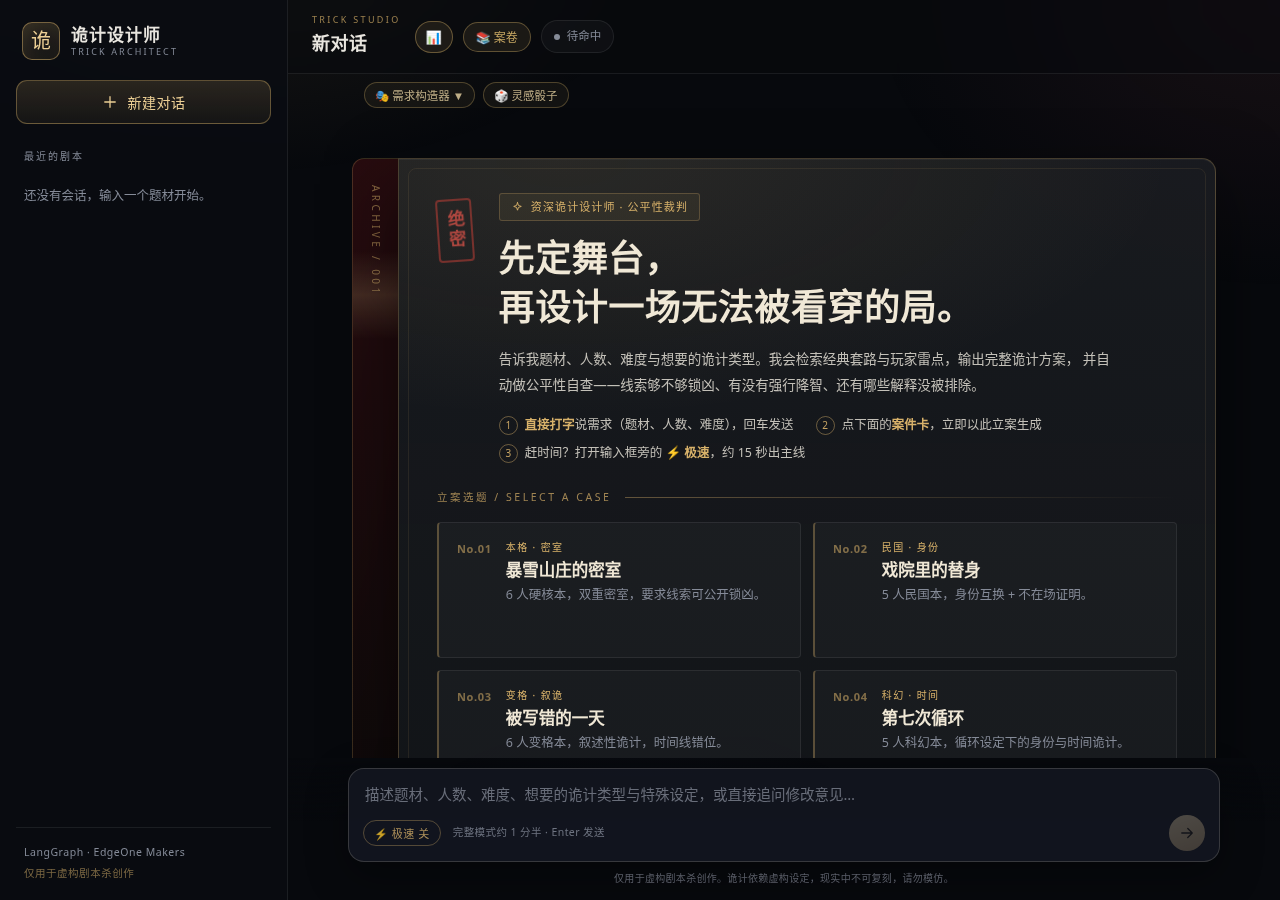 诡
诡计设计师
TRICK ARCHITECT
＋ 新建对话
最近的剧本
还没有会话，输入一个题材开始。
LangGraph · EdgeOne Makers
仅用于虚构剧本杀创作
TRICK STUDIO
新对话
📊
📚 案卷
待命中
🎭 需求构造器 ▼
🎲 灵感骰子
ARCHIVE / 001
绝密
✧ 资深诡计设计师 · 公平性裁判
先定舞台，
再设计一场无法被看穿的局。
告诉我题材、人数、难度与想要的诡计类型。我会检索经典套路与玩家雷点，输出完整诡计方案， 并自
动做公平性自查——线索够不够锁凶、有没有强行降智、还有哪些解释没被排除。
1 直接打字说需求（题材、人数、难度），回车发送
2 点下面的案件卡，立即以此立案生成
3 赶时间？打开输入框旁的 ⚡ 极速，约 15 秒出主线
立案选题 / SELECT A CASE
No.01
本格 · 密室
暴雪山庄的密室
6 人硬核本，双重密室，要求线索可公开锁凶。
No.02
民国 · 身份
戏院里的替身
5 人民国本，身份互换 + 不在场证明。
No.03
变格 · 叙诡
被写错的一天
6 人变格本，叙述性诡计，时间线错位。
No.04
科幻 · 时间
第七次循环
5 人科幻本，循环设定下的身份与时间诡计。
描述题材、人数、难度、想要的诡计类型与特殊设定，或直接追问修改意见...
⚡ 极速 关
完整模式约 1 分半 · Enter 发送
→
仅用于虚构剧本杀创作。诡计依赖虚构设定，现实中不可复刻，请勿模仿。